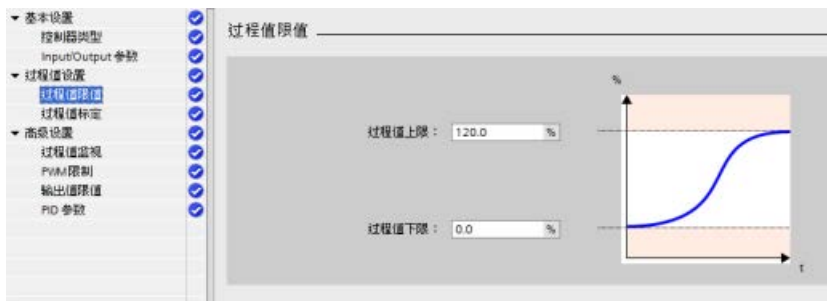 基本设置
控制器类型
Input/Output 参数
过程值设置
过程值限值
过程值标定
高级设置
过程值监视
PWM限制
输出值限值
PID 参数
过程值限值
%
过程值上限： 120.0 %
过程值下限： 0.0 %
t